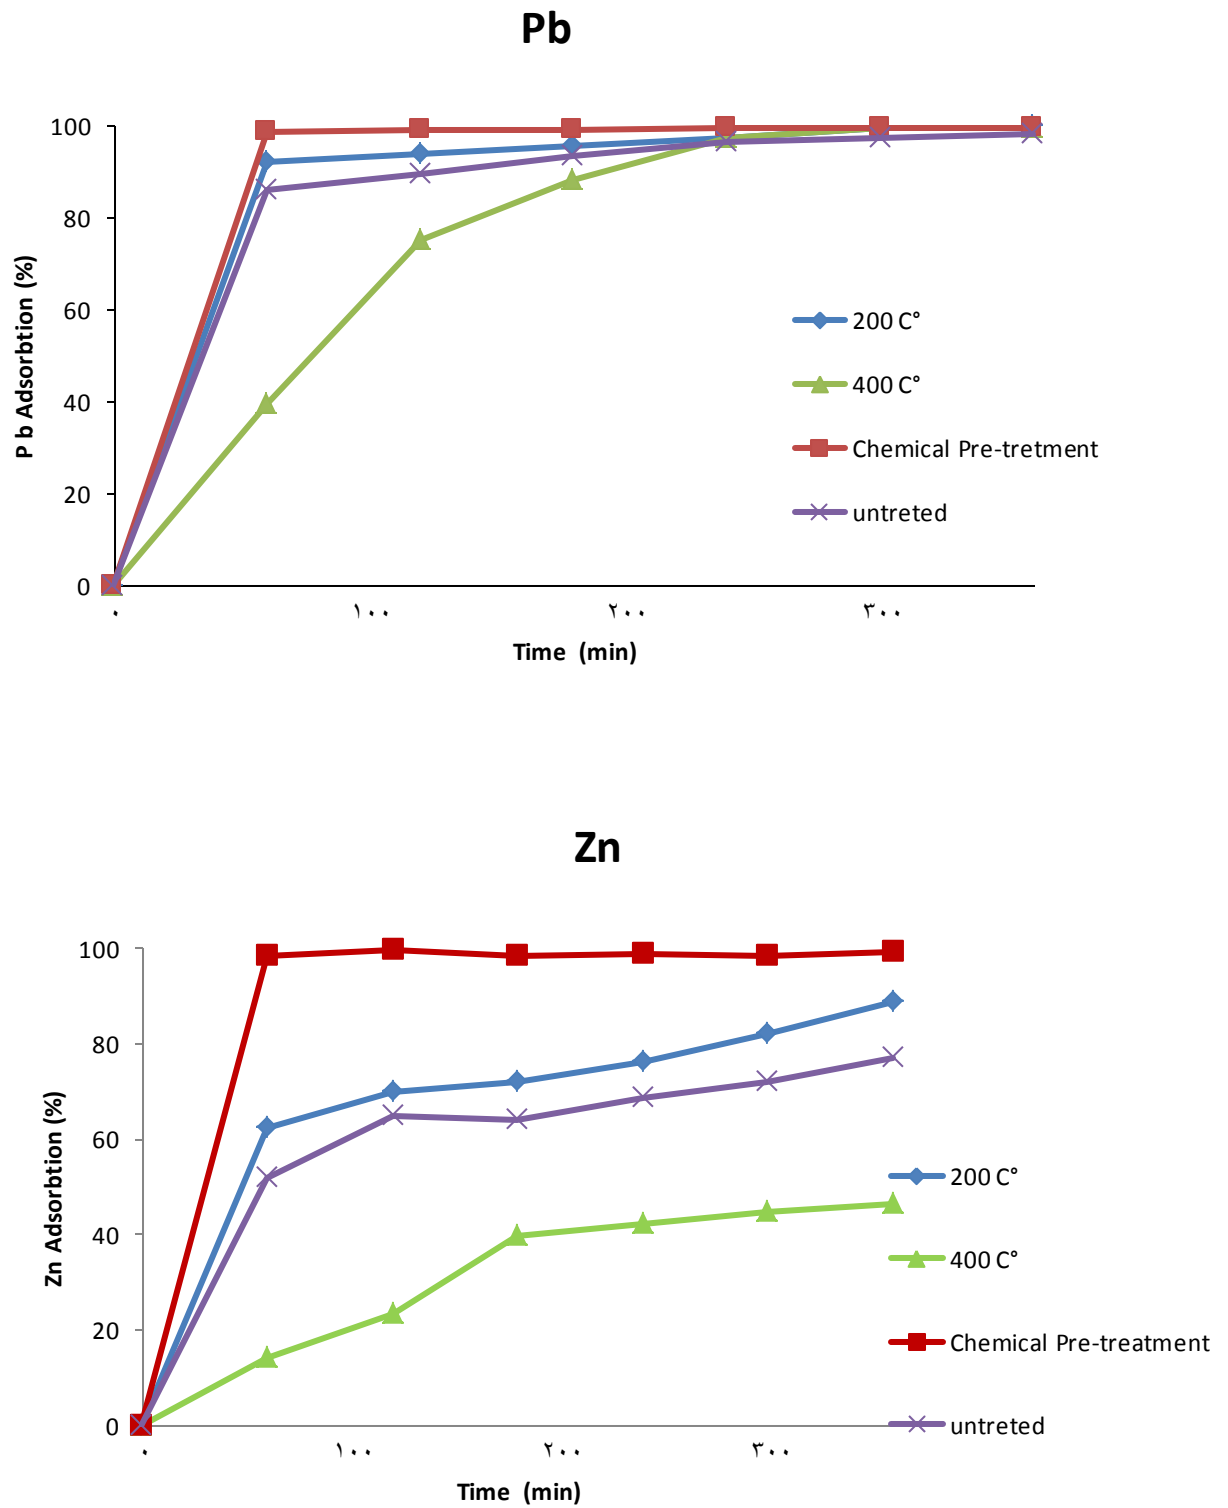 Pb
100
80
60
40
20
0
P b Adsorbtion (%)
200 C°
400 C°
Chemical Pre-tretment
untreted
٠ ١٠٠ ٢٠٠ ٣٠٠
Time (min)
Zn
100
80
60
40
20
0
Zn Adsorbtion (%)
200 C°
400 C°
Chemical Pre-treatment
untreted
٠ ١٠٠ ٢٠٠ ٣٠٠
Time (min)